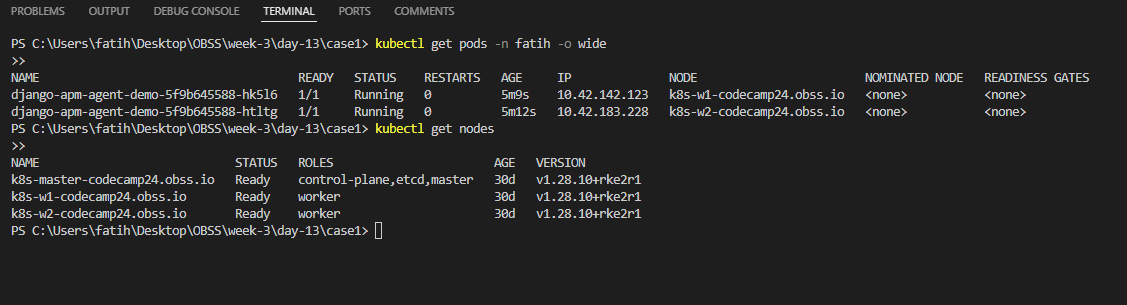 PROBLEMS OUTPUT DEBUG CONSOLE TERMINAL PORTS COMMENTS
PS C:\Users\fatih\Desktop\OBSS\week-3\day-13\case1> kubectl get pods -n fatih -o wide
>>
NAME READY STATUS RESTARTS AGE IP NODE NOMINATED NODE READINESS GATES
django-apm-agent-demo-5f9b645588-hk5l6 1/1 Running 0 5m9s 10.42.142.123 k8s-w1-codecamp24.obss.io <none> <none>
django-apm-agent-demo-5f9b645588-htltg 1/1 Running 0 5m12s 10.42.183.228 k8s-w2-codecamp24.obss.io <none> <none>
PS C:\Users\fatih\Desktop\OBSS\week-3\day-13\case1> kubectl get nodes
>>
NAME STATUS ROLES AGE VERSION
k8s-master-codecamp24.obss.io Ready control-plane,etcd,master 30d v1.28.10+rke2r1
k8s-w1-codecamp24.obss.io Ready worker 30d v1.28.10+rke2r1
k8s-w2-codecamp24.obss.io Ready worker 30d v1.28.10+rke2r1
PS C:\Users\fatih\Desktop\OBSS\week-3\day-13\case1>